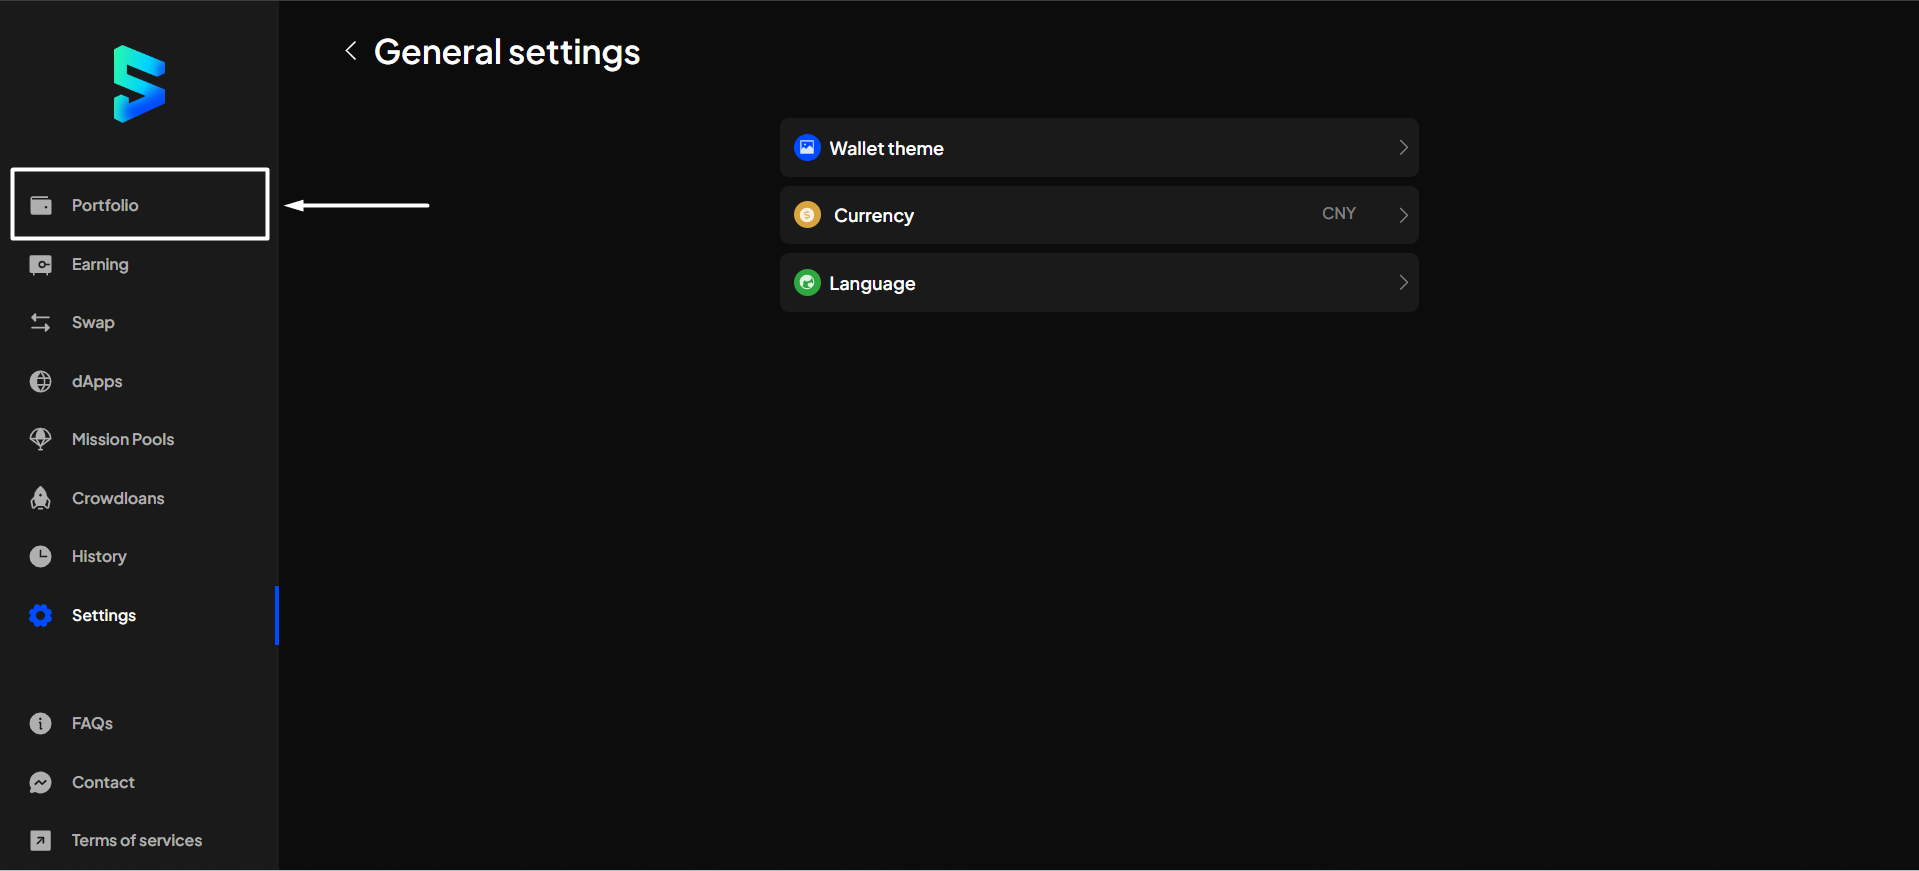 General settings
Portfolio
Earning
Swap
dApps
Mission Pools
Crowdloans
History
Settings
FAQs
Contact
Terms of services
Wallet theme
Currency CNY
Language